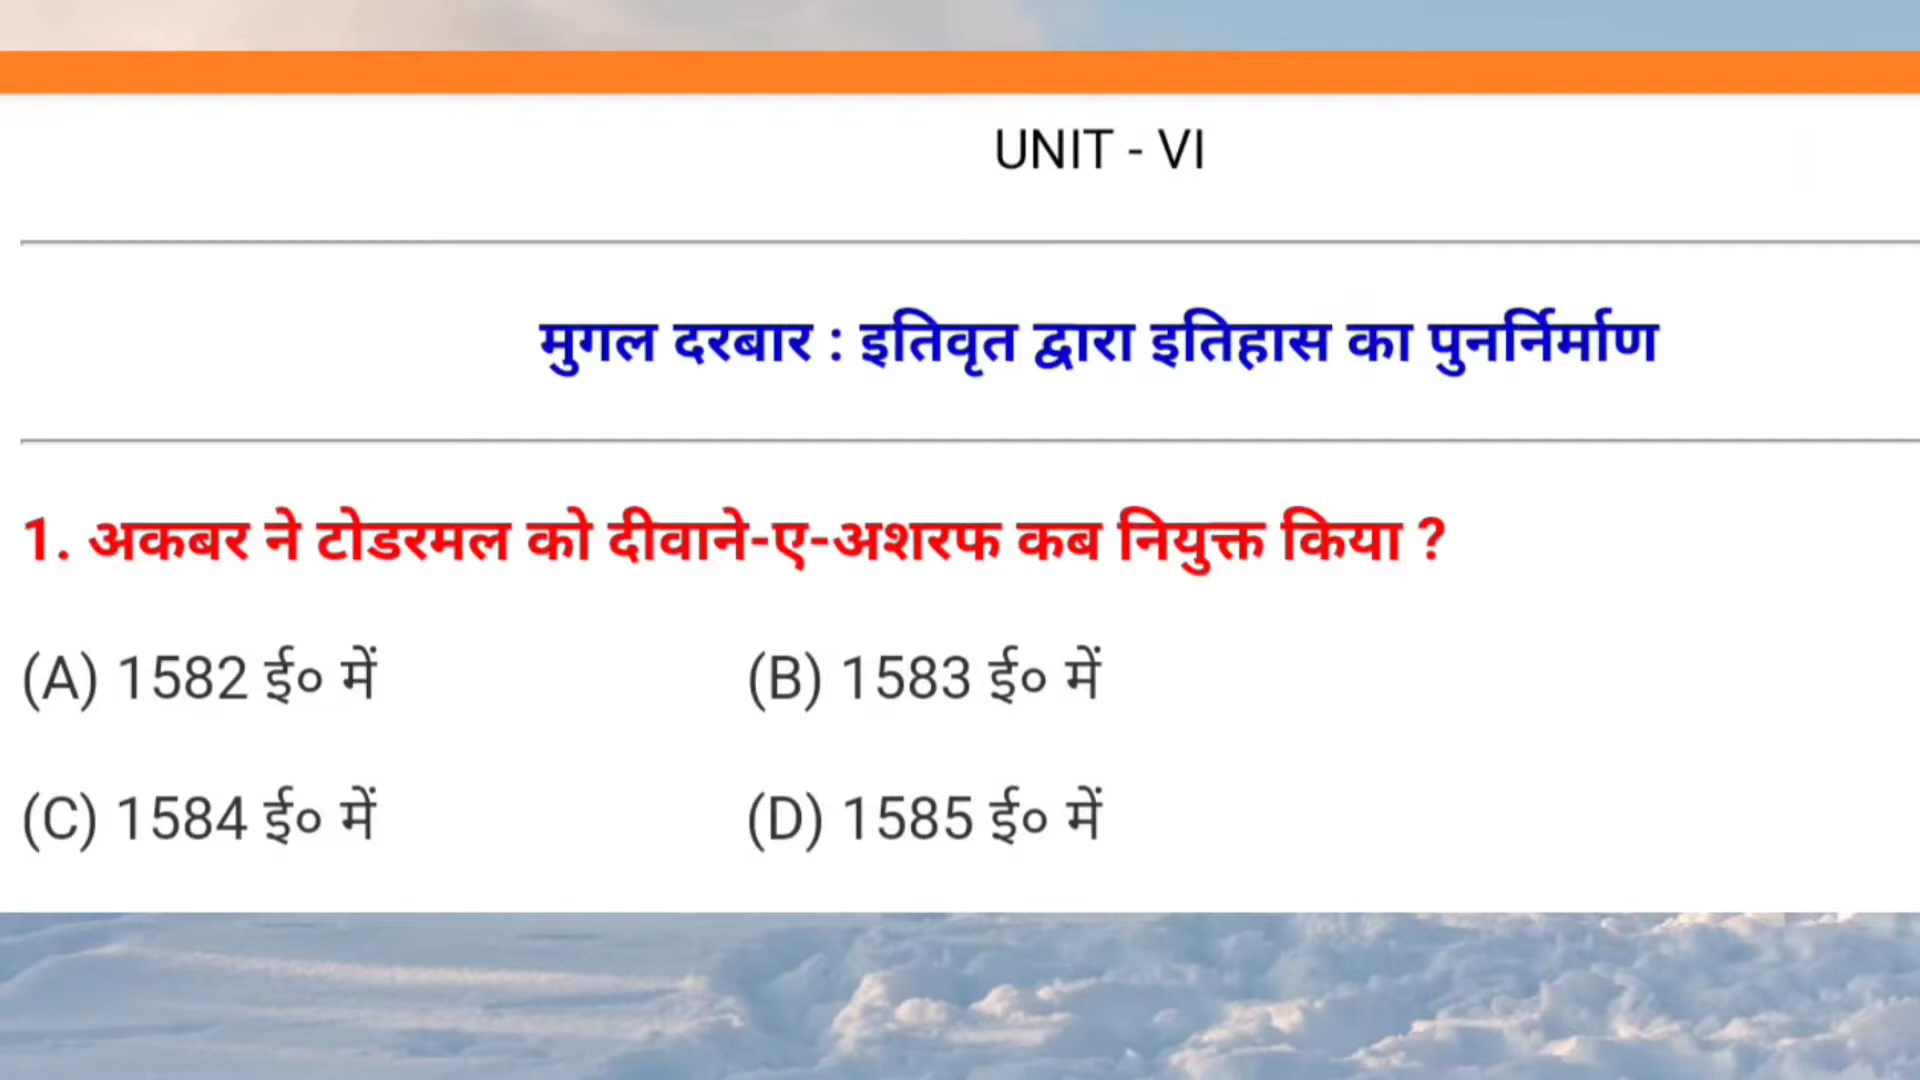 UNIT - VI
मुगल दरबार : इतिवृत द्वारा इतिहास का पुनर्निर्माण
1. अकबर ने टोडरमल को दीवाने-ए-अशरफ कब नियुक्त किया ?
(A) 1582 ई० में (B) 1583 ई० में
(C) 1584 ई० में (D) 1585 ई० में